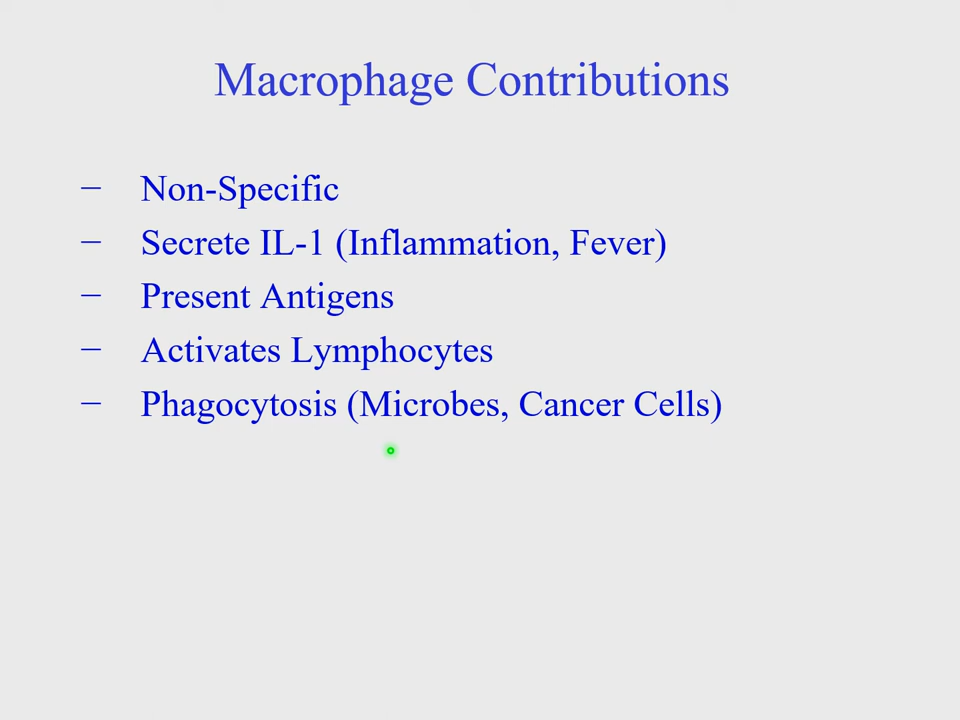 Macrophage Contributions
– Non-Specific
– Secrete IL-1 (Inflammation, Fever)
– Present Antigens
– Activates Lymphocytes
– Phagocytosis (Microbes, Cancer Cells)